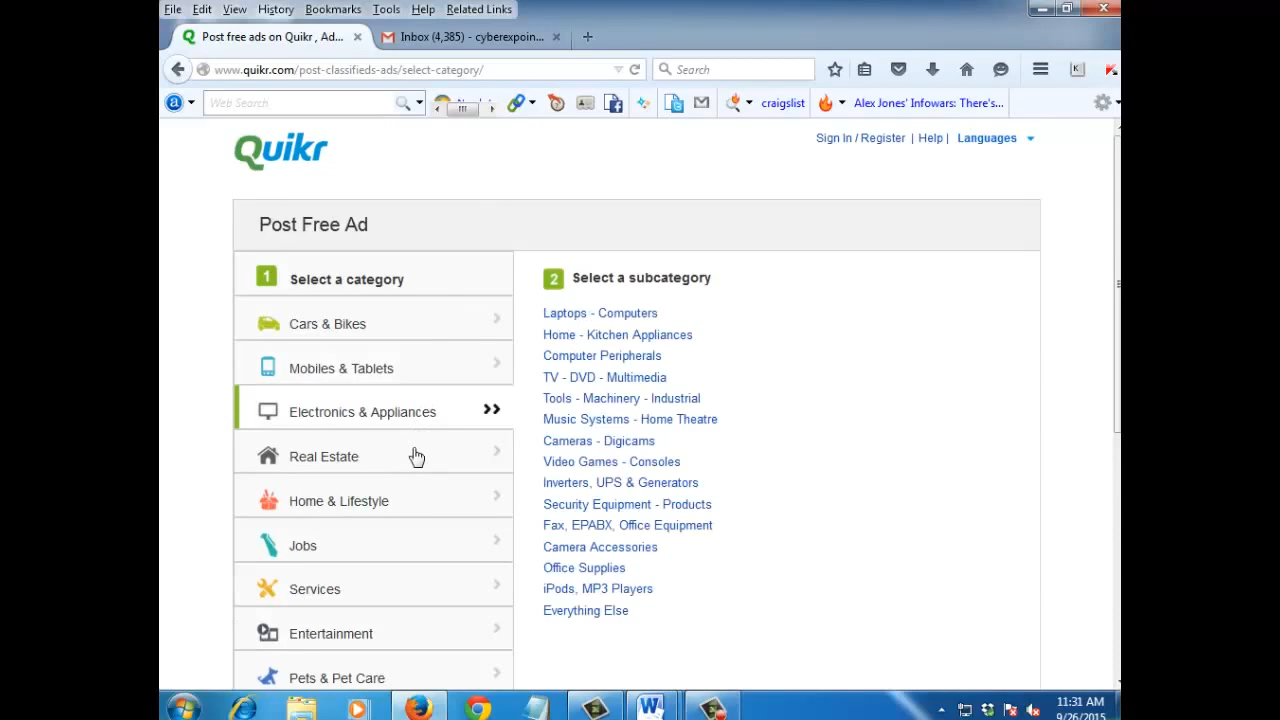 File Edit View History Bookmarks Tools Help Related Links
Post free ads on Quikr , Ad... Inbox (4,385) - cyberexpoin...
www.quikr.com/post-classifieds-ads/select-category/ Search
Web Search craigslist Alex Jones' Infowars: There's...
Quikr Sign In / Register | Help | Languages
Post Free Ad
1 Select a category
Cars & Bikes
Mobiles & Tablets
Electronics & Appliances
Real Estate
Home & Lifestyle
Jobs
Services
Entertainment
Pets & Pet Care
2 Select a subcategory
Laptops - Computers
Home - Kitchen Appliances
Computer Peripherals
TV - DVD - Multimedia
Tools - Machinery - Industrial
Music Systems - Home Theatre
Cameras - Digicams
Video Games - Consoles
Inverters, UPS & Generators
Security Equipment - Products
Fax, EPABX, Office Equipment
Camera Accessories
Office Supplies
iPods, MP3 Players
Everything Else
11:31 AM
9/26/2015